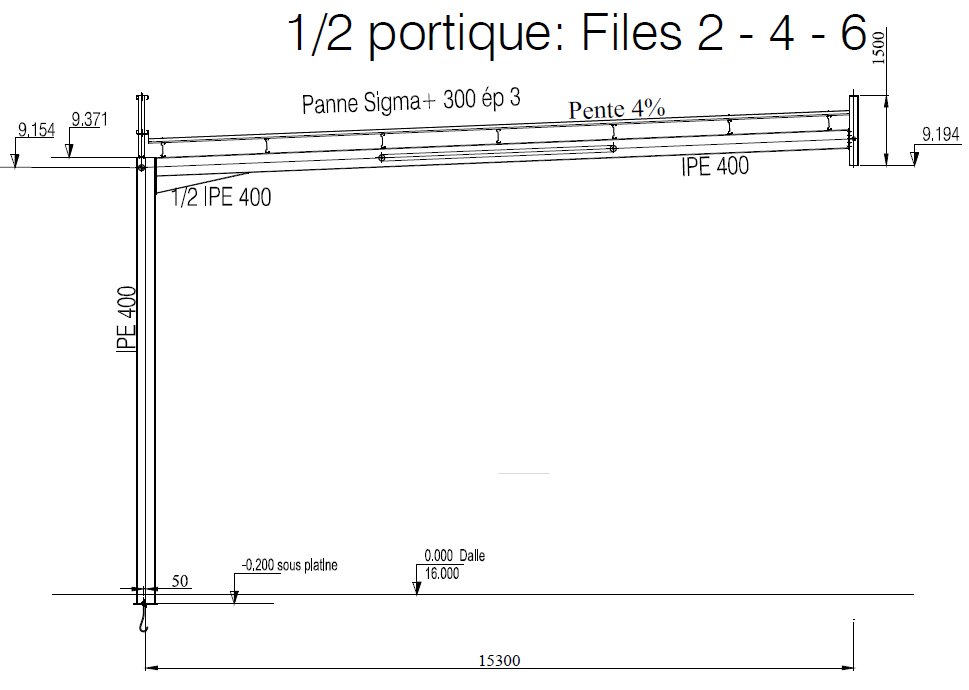 1/2 portique: Files 2 - 4 - 6
1500
Panne Sigma+ 300 ép 3
Pente 4%
9.371
9.154
9.194
IPE 400
1/2 IPE 400
IPE 400
0.000 Dalle
-0,200 sous platine
16.000
50
15300